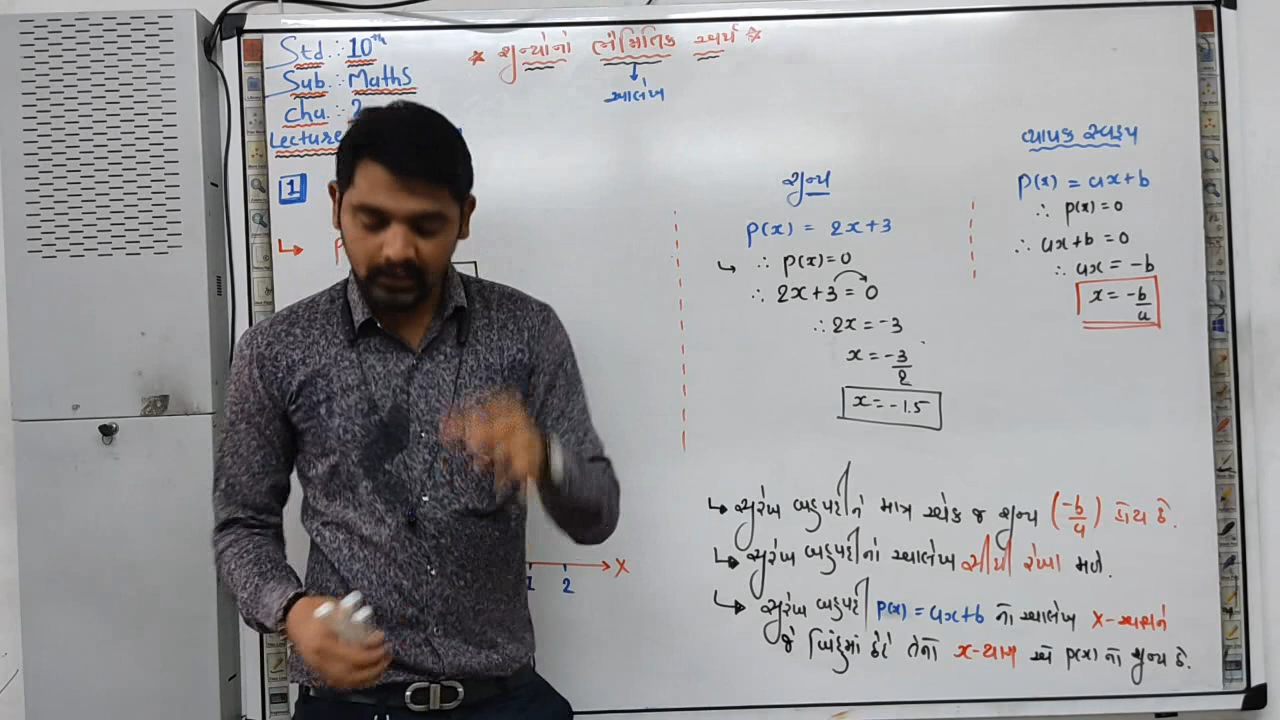 Std : 10th
Sub : Maths
Cha : 2
Lecture
* શૂન્યોનો ભૌમિતિક અર્થ *
આલેખ
1
શૂન્ય
P(x) = 2x+3
∴ P(x)=0
∴ 2x+3=0
∴ 2x=-3
x=-3/2
x=-1.5
વ્યાપક સ્વરૂપ
P(x) = ax+b
∴ P(x)=0
∴ ax+b=0
∴ ax=-b
x=-b/a
1 2 X
↳ સુરેખ બહુપદીને માત્ર એક જ શૂન્ય (-b/a) હોય છે.
↳ સુરેખ બહુપદીનો આલેખ સીધી રેખા મળે.
↳ સુરેખ બહુપદી P(x)=ax+b નો આલેખ X-અક્ષને
જે બિંદુમાં છેદે તેનો x-યામ એ P(x) ના શૂન્ય છે.